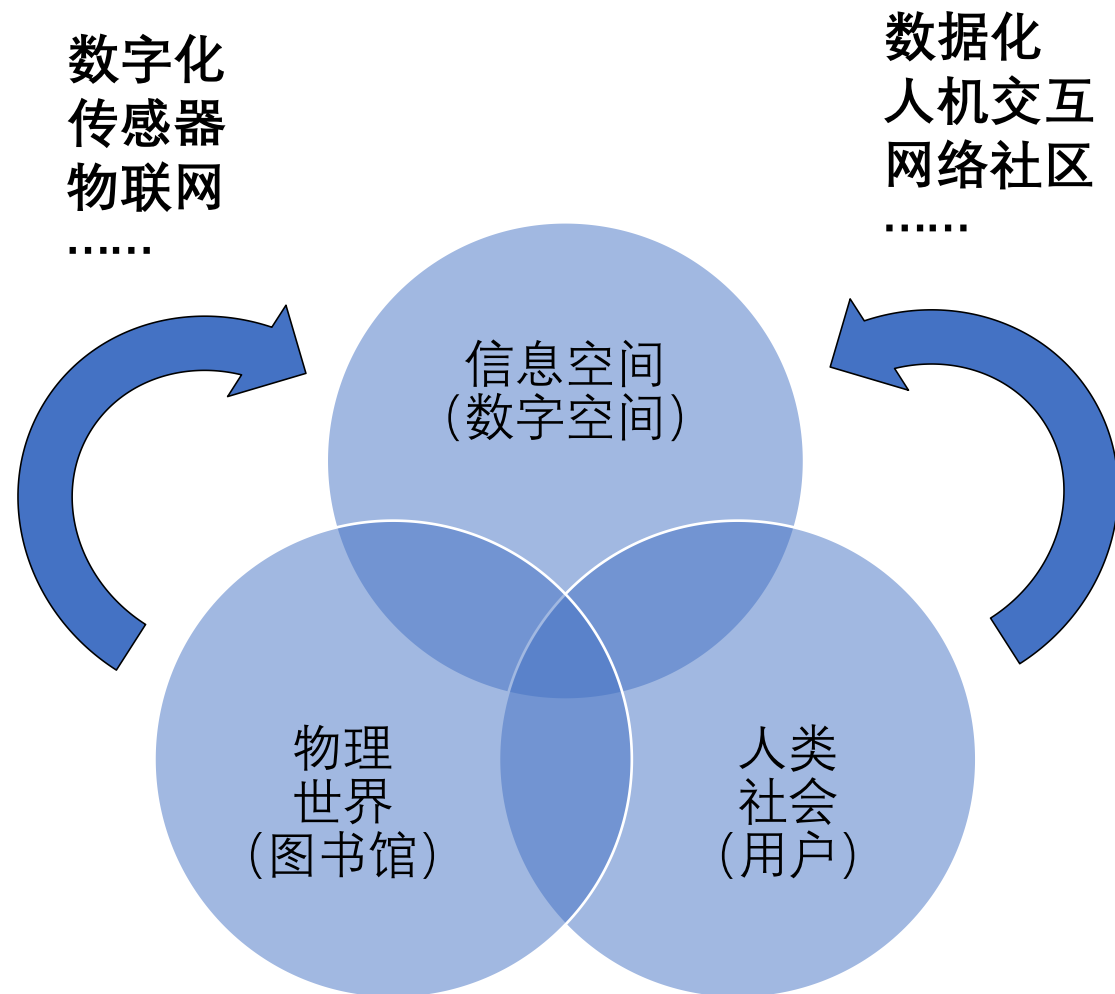 数字化
传感器
物联网
……
数据化
人机交互
网络社区
……
信息空间
（数字空间）
物理
世界
（图书馆）
人类
社会
（用户）